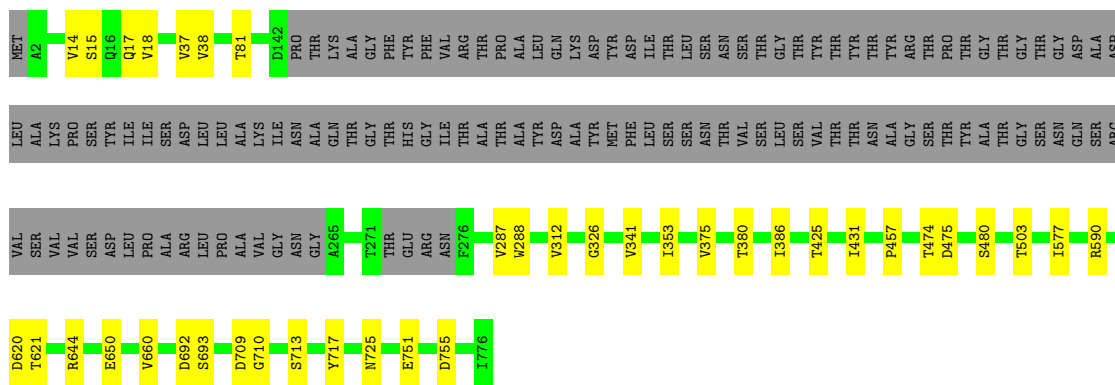 MET A2 V14 S15 Q16 Q17 V18 V37 V38 T81 D142 PRO THR LYS ALA GLY PHE TYR PHE VAL ARG THR PRO ALA LEU GLN LYS ASP TYR ASP ILE THR LEU SER ASN SER THR GLY TYR THR TYR THR TYR ARG THR PRO THR GLY THR GLY ASP ALA ASP
LEU ALA LYS PRO SER TYR ILE ILE SER ASP LEU LEU ALA LYS ILE ASN ALA GLN THR GLY THR HIS GLY ILE THR ALA THR ALA TYR ASP ALA TYR MET PHE LEU SER SER ASN THR VAL SER LEU SER VAL THR THR ASN ALA GLY SER THR TYR ALA THR GLY SER ASN GLN SER ARG
VAL SER VAL VAL SER ASP LEU PRO ALA ARG LEU PRO ALA VAL GLY ASN GLY A265 T271 THR GLU ARG ASN F276 V287 W288 V312 G326 V341 I353 V375 T380 I386 T425 I431 P457 T474 D475 S480 T503 I577 R590
D620 T621 R644 E650 V660 D692 S693 D709 G710 S713 Y717 N725 E751 D755 I776